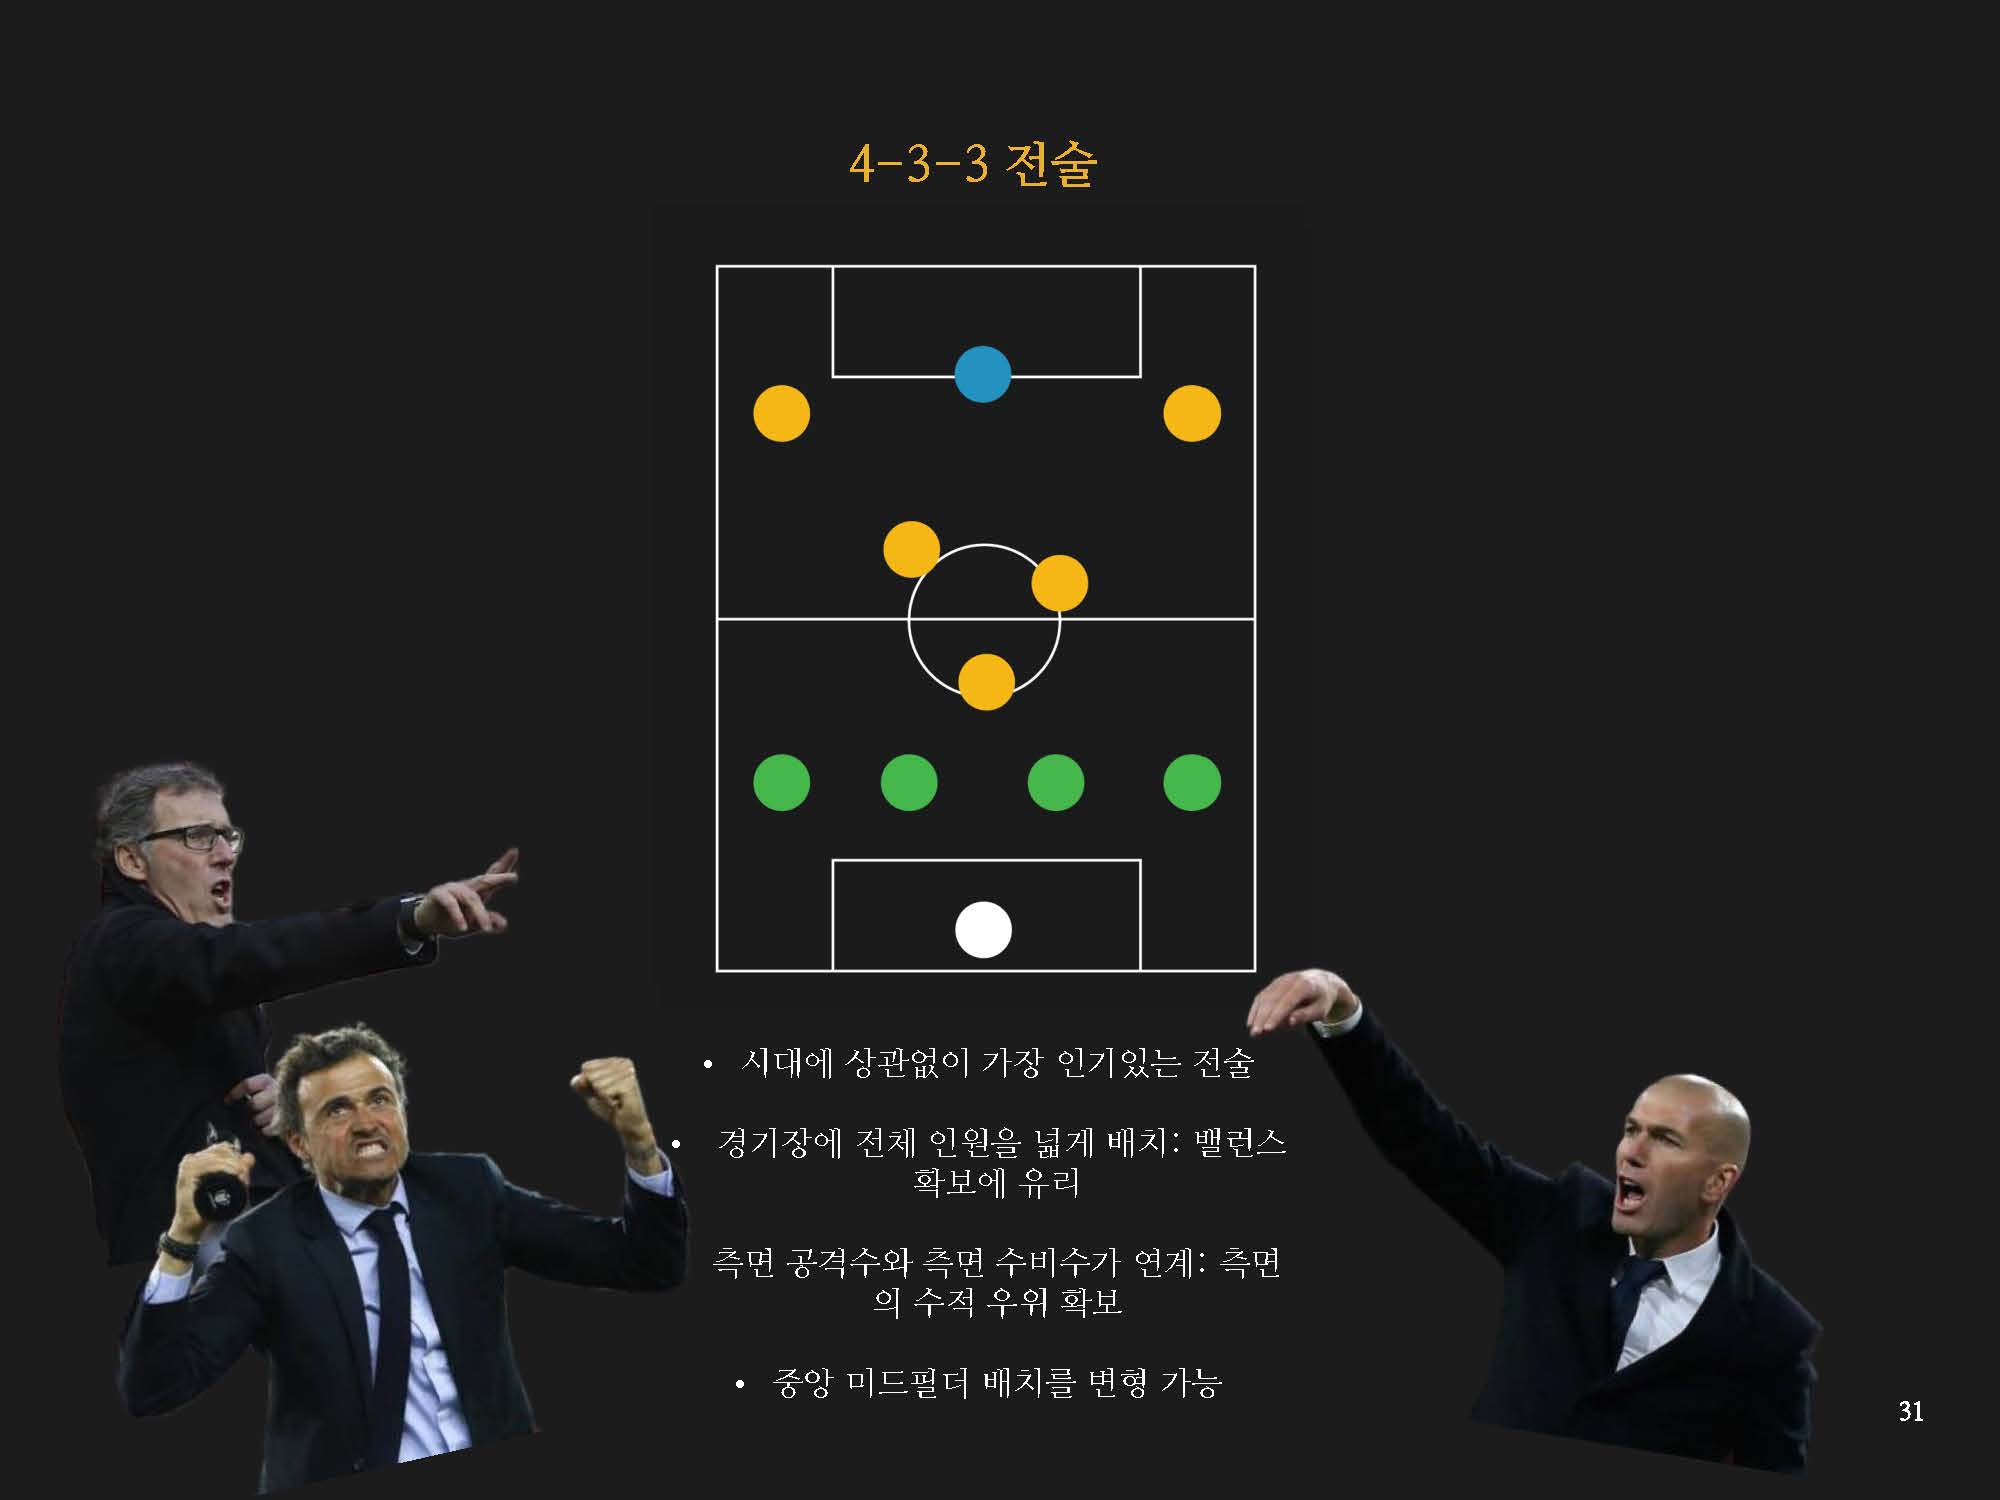 4-3-3 전술
• 시대에 상관없이 가장 인기있는 전술
• 경기장에 전체 인원을 넓게 배치: 밸런스
확보에 유리
측면 공격수와 측면 수비수가 연계: 측면
의 수적 우위 확보
• 중앙 미드필더 배치를 변형 가능
31